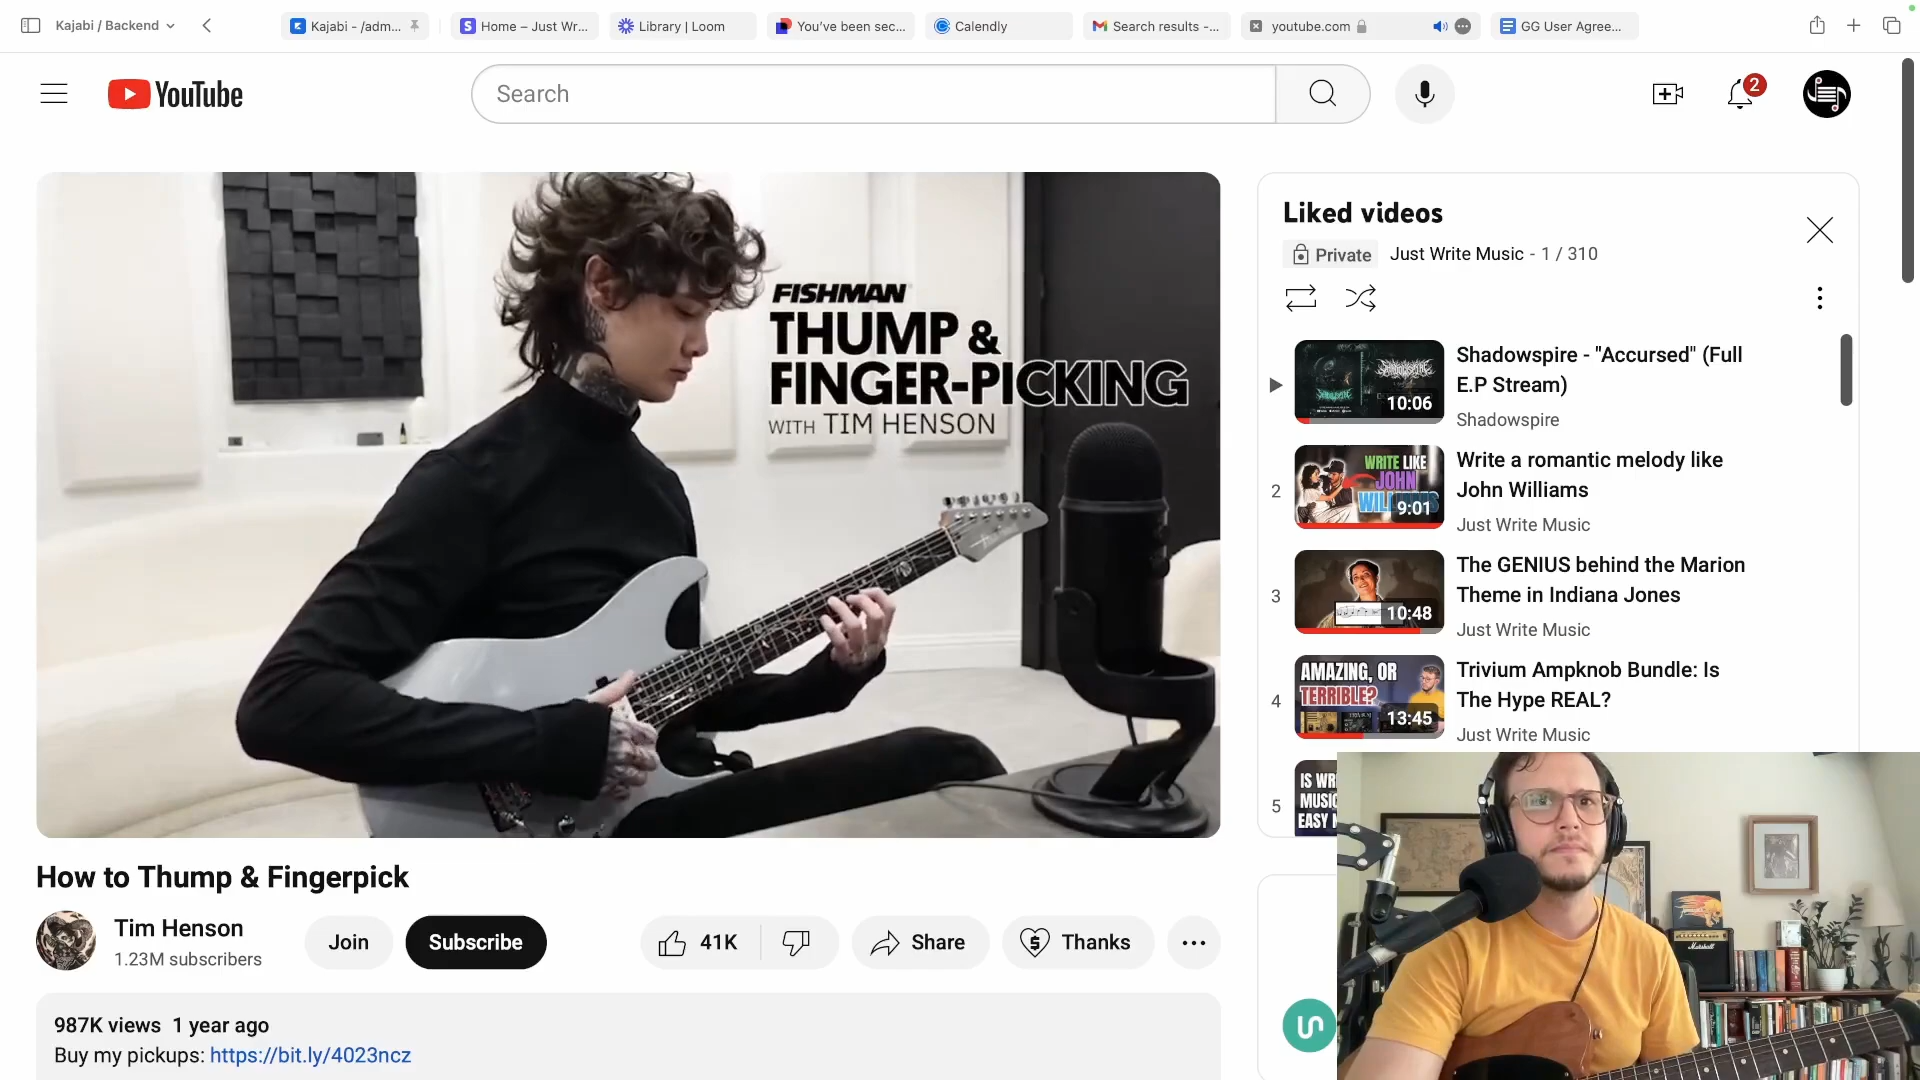 Kajabi / Backend
Kajabi - /adm...
Home – Just Wr...
Library | Loom
You've been sec...
Calendly
Search results -...
youtube.com
GG User Agree...
YouTube
Search
2
FISHMAN
THUMP &
FINGER-PICKING
WITH TIM HENSON
How to Thump & Fingerpick
Tim Henson
1.23M subscribers
Join
Subscribe
41K
Share
Thanks
987K views 1 year ago
Buy my pickups: https://bit.ly/4023ncz
Liked videos
Private
Just Write Music - 1 / 310
10:06
Shadowspire - "Accursed" (Full
E.P Stream)
Shadowspire
2
WRITE LIKE
JOHN
9:01
Write a romantic melody like
John Williams
Just Write Music
3
10:48
The GENIUS behind the Marion
Theme in Indiana Jones
Just Write Music
4
AMAZING, OR
TERRIBLE?
13:45
Trivium Ampknob Bundle: Is
The Hype REAL?
Just Write Music
5
IS WR
MUSIC
EASY
Marshall